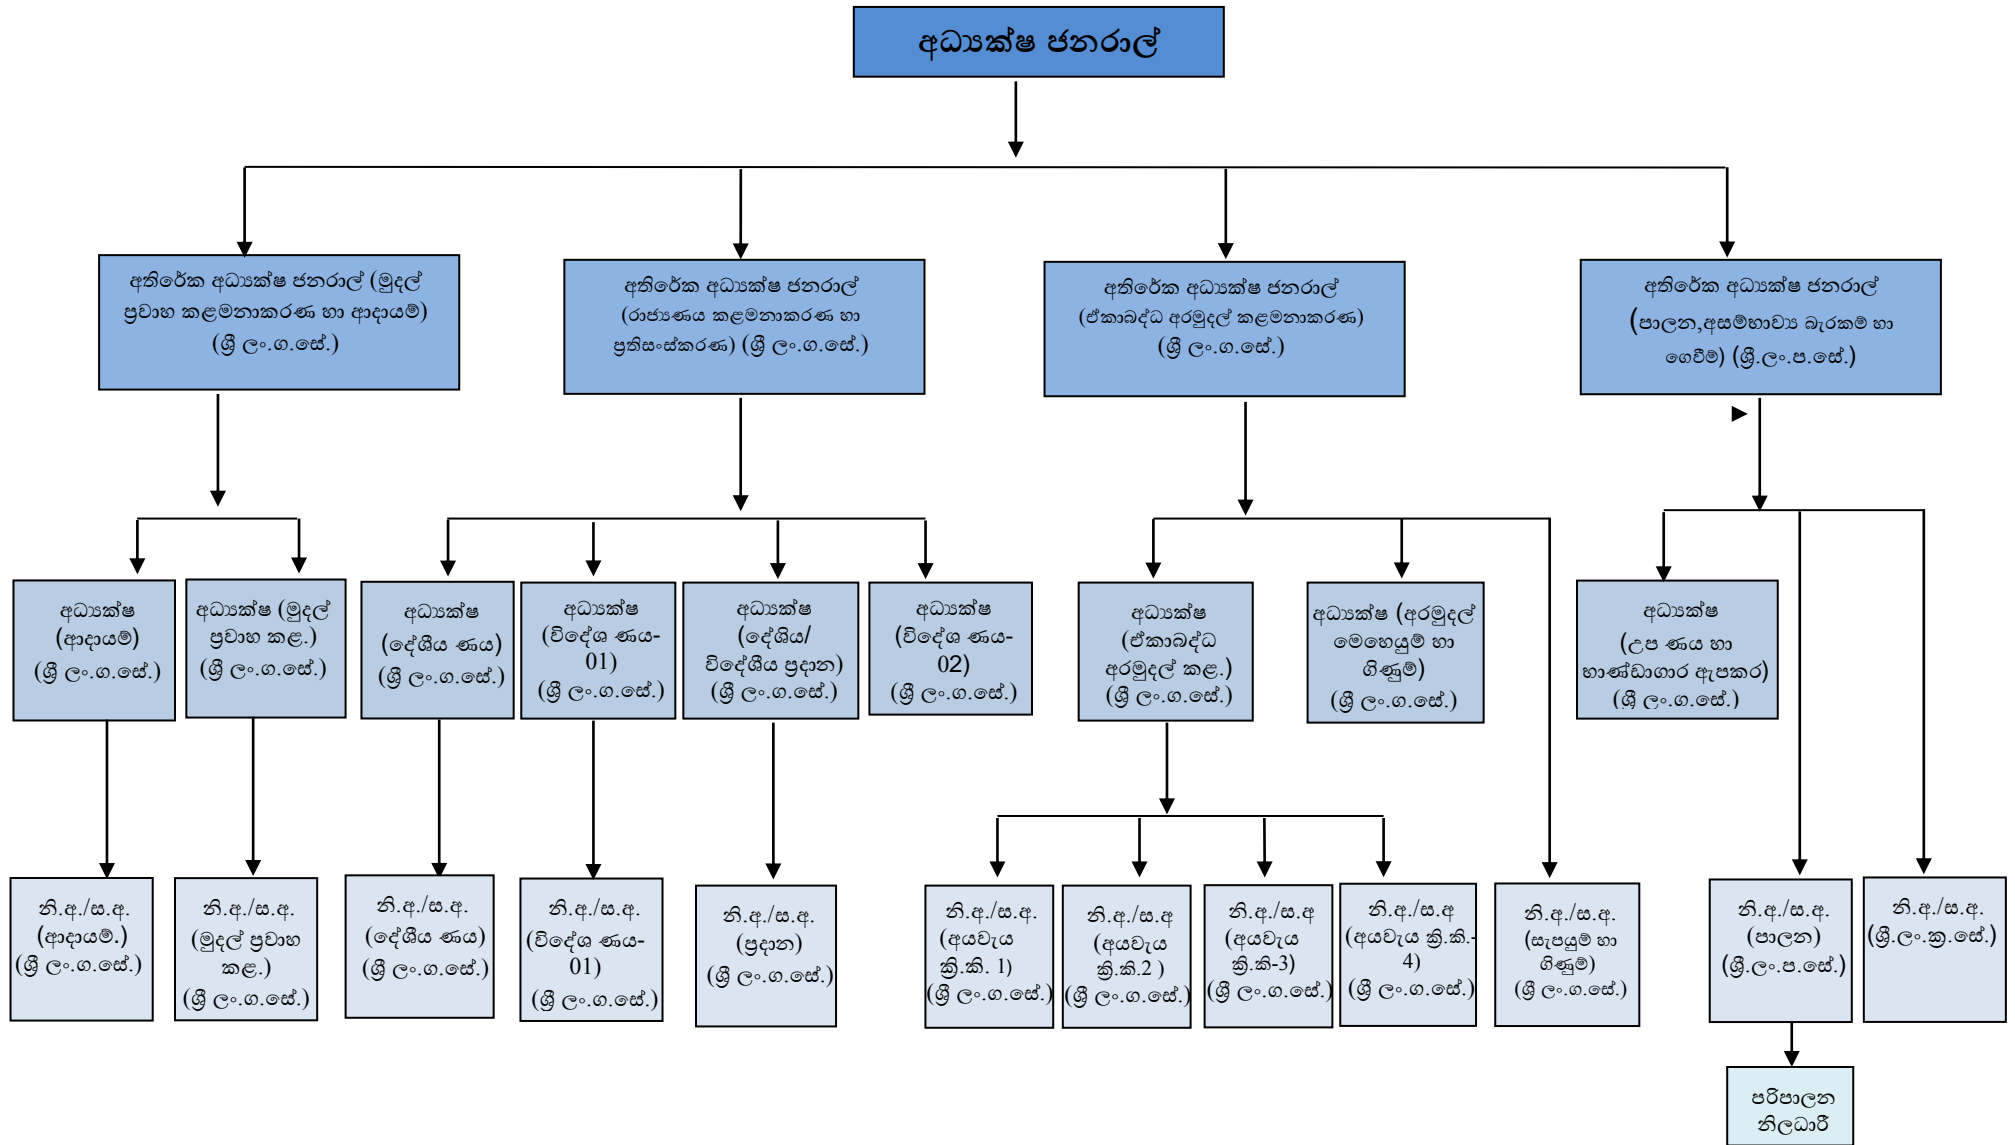 අධ්‍යක්ෂ ජනරාල්
අතිරේක අධ්‍යක්ෂ ජනරාල් (මුදල්
ප්‍රවාහ කළමනාකරණ හා ආදායම්)
(ශ්‍රී ලං.ග.සේ.)
අතිරේක අධ්‍යක්ෂ ජනරාල්
(රාජ්‍යණය කළමනාකරණ හා
ප්‍රතිසංස්කරණ) (ශ්‍රී ලං.ග.සේ.)
අතිරේක අධ්‍යක්ෂ ජනරාල්
(ඒකාබද්ධ අරමුදල් කළමනාකරණ)
(ශ්‍රී ලං.ග.සේ.)
අතිරේක අධ්‍යක්ෂ ජනරාල්
(පාලන,අසම්භාව්‍ය බැරකම් හා
ගෙවීම්) (ශ්‍රී.ලං.ප.සේ.)
අධ්‍යක්ෂ
(ආදායම්)
(ශ්‍රී ලං.ග.සේ.)
අධ්‍යක්ෂ (මුදල්
ප්‍රවාහ කළ.)
(ශ්‍රී ලං.ග.සේ.)
අධ්‍යක්ෂ
(දේශීය ණය)
(ශ්‍රී ලං.ග.සේ.)
අධ්‍යක්ෂ
(විදේශ ණය-
01)
(ශ්‍රී ලං.ග.සේ.)
අධ්‍යක්ෂ
(දේශිය/
විදේශීය ප්‍රදාන)
(ශ්‍රී ලං.ග.සේ.)
අධ්‍යක්ෂ
(විදේශ ණය-
02)
(ශ්‍රී ලං.ග.සේ.)
අධ්‍යක්ෂ
(ඒකාබද්ධ
අරමුදල් කළ.)
(ශ්‍රී ලං.ග.සේ.)
අධ්‍යක්ෂ (අරමුදල්
මෙහෙයුම් හා
ගිණුම්)
(ශ්‍රී ලං.ග.සේ.)
අධ්‍යක්ෂ
(උප ණය හා
භාණ්ඩාගාර ඇපකර)
(ශ්‍රී ලං.ග.සේ.)
නි.අ./ස.අ.
(ආදායම්.)
(ශ්‍රී ලං.ග.සේ.)
නි.අ./ස.අ.
(මුදල් ප්‍රවාහ
කළ.)
(ශ්‍රී ලං.ග.සේ.)
නි.අ./ස.අ.
(දේශීය ණය)
(ශ්‍රී ලං.ග.සේ.)
නි.අ./ස.අ.
(විදේශ ණය-
01)
(ශ්‍රී ලං.ග.සේ.)
නි.අ./ස.අ.
(ප්‍රදාන)
(ශ්‍රී ලං.ග.සේ.)
නි.අ./ස.අ.
(අයවැය
ක්‍රි.කි. 1)
(ශ්‍රී ලං.ග.සේ.)
නි.අ./ස.අ
(අයවැය
ක්‍රි.කි.2 )
(ශ්‍රී ලං.ග.සේ.)
නි.අ./ස.අ
(අයවැය
ක්‍රි.කි-3)
(ශ්‍රී ලං.ග.සේ.)
නි.අ./ස.අ
(අයවැය ක්‍රි.කි.-
4)
(ශ්‍රී ලං.ග.සේ.)
නි.අ./ස.අ.
(සැපයුම් හා
ගිණුම්)
(ශ්‍රී ලං.ග.සේ.)
නි.අ./ස.අ.
(පාලන)
(ශ්‍රී.ලං.ප.සේ.)
නි.අ./ස.අ.
(ශ්‍රී.ලං.ක්‍ර.සේ.)
පරිපාලන
නිලධාරී